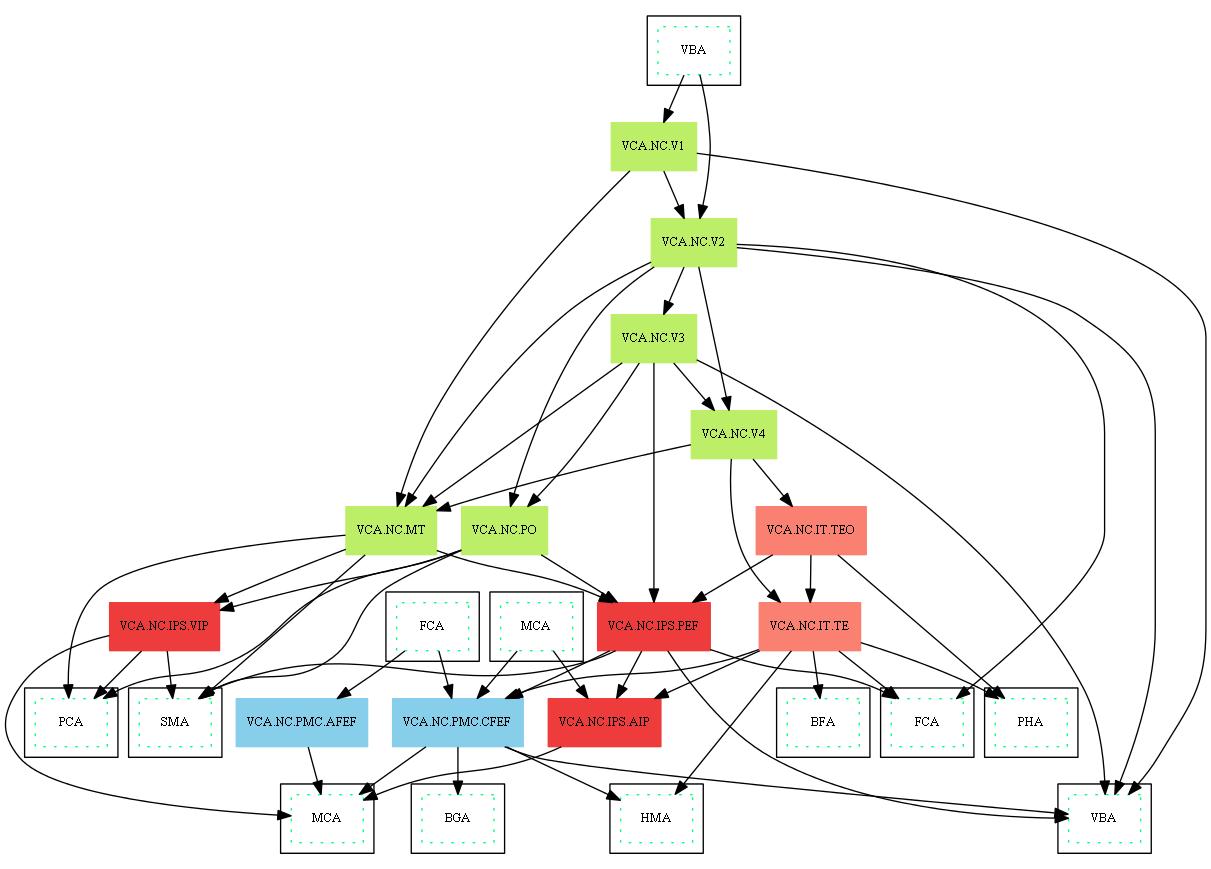 VBA
VCA.NC.V1
VCA.NC.V2
VCA.NC.V3
VCA.NC.V4
VCA.NC.MT
VCA.NC.PO
VCA.NC.IT.TEO
VCA.NC.IPS.VIP
FCA
MCA
VCA.NC.IPS.PEF
VCA.NC.IT.TE
PCA
SMA
VCA.NC.PMC.AFEF
VCA.NC.PMC.CFEF
VCA.NC.IPS.AIP
BFA
FCA
PHA
MCA
BGA
HMA
VBA